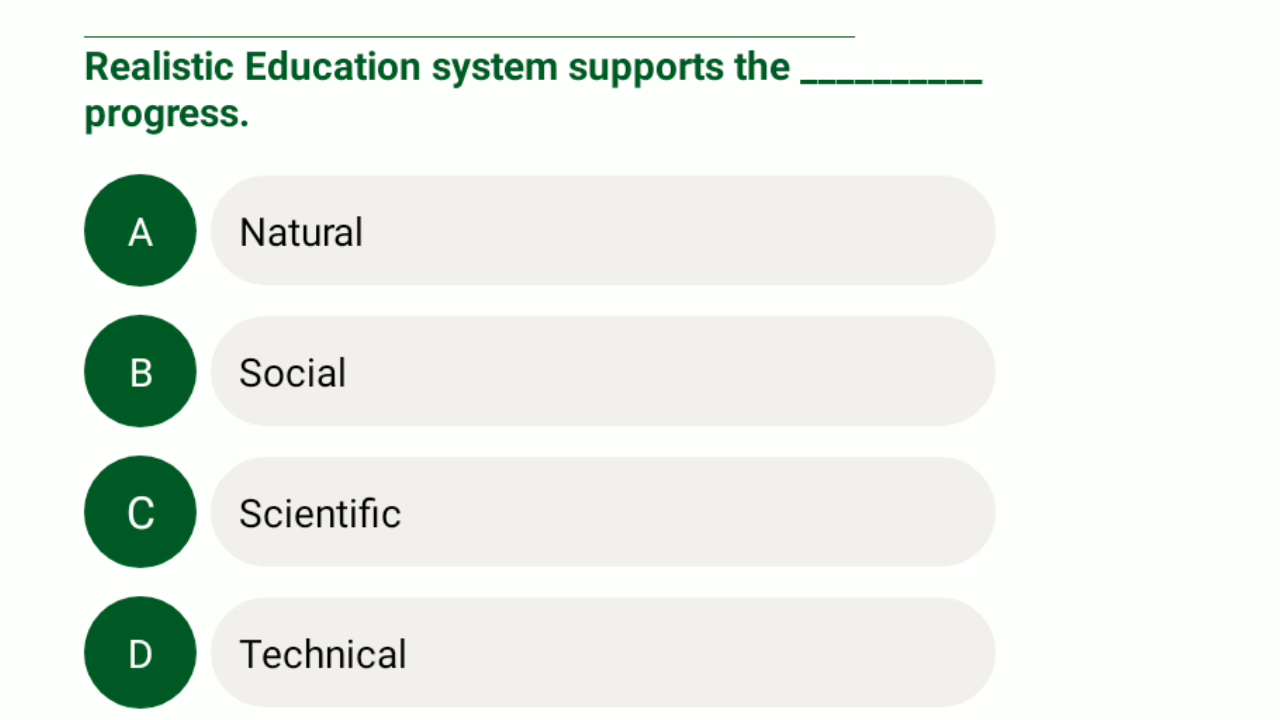 Realistic Education system supports the __________
progress.
A Natural
B Social
C Scientific
D Technical